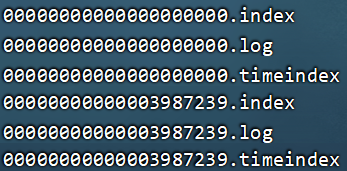 00000000000000000000.index
00000000000000000000.log
00000000000000000000.timeindex
00000000000003987239.index
00000000000003987239.log
00000000000003987239.timeindex